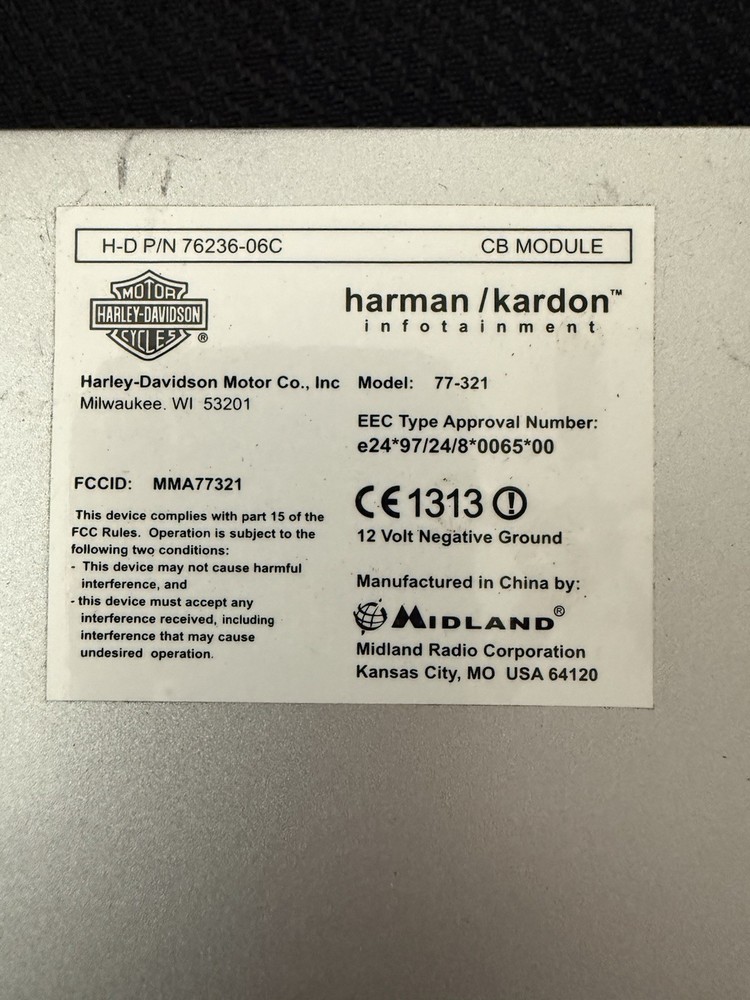 H-D P/N 76236-06C CB MODULE
MOTOR
HARLEY-DAVIDSON
CYCLES ®
harman/kardon™
infotainment
Harley-Davidson Motor Co., Inc
Milwaukee. WI 53201
Model: 77-321
EEC Type Approval Number:
e24*97/24/8*0065*00
FCCID: MMA77321
This device complies with part 15 of the
FCC Rules. Operation is subject to the
following two conditions:
- This device may not cause harmful
interference, and
- this device must accept any
interference received, including
interference that may cause
undesired operation.
CE1313
12 Volt Negative Ground
Manufactured in China by:
MIDLAND®
Midland Radio Corporation
Kansas City, MO USA 64120